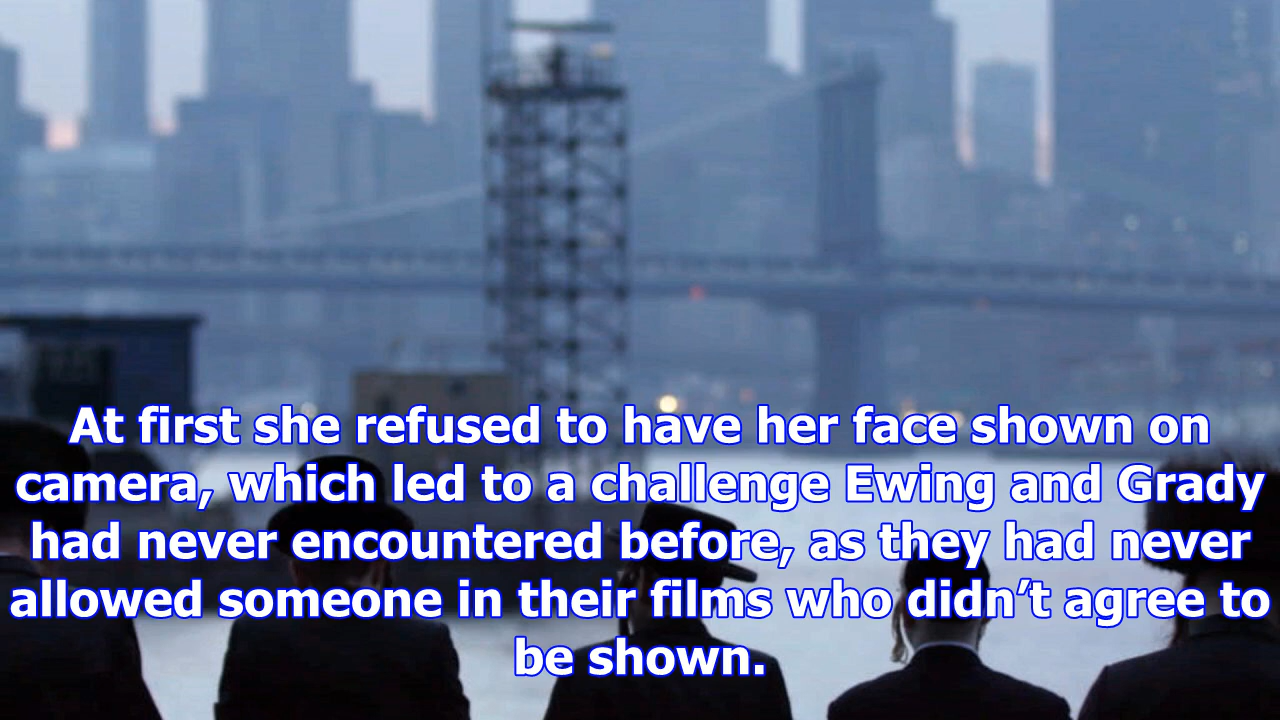 At first she refused to have her face shown on
camera, which led to a challenge Ewing and Grady
had never encountered before, as they had never
allowed someone in their films who didn’t agree to
be shown.